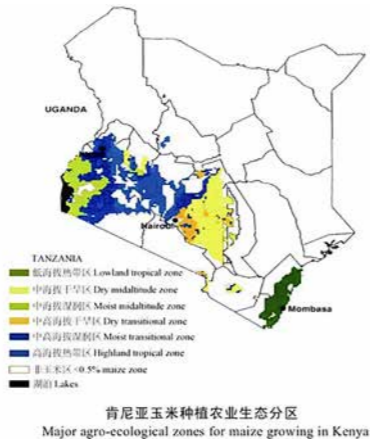 UGANDA
Nairobi
TANZANIA
Mombasa
低海拔热带区 Lowland tropical zone
中海拔干旱区 Dry midaltitude zone
中海拔湿润区 Moist midaltitude zone
中高海拔干旱区 Dry transitional zone
中高海拔湿润区 Moist transitional zone
高海拔热带区 Highland tropical zone
非玉米区 <0.5% maize zone
湖泊 Lakes
肯尼亚玉米种植农业生态分区
Major agro-ecological zones for maize growing in Kenya